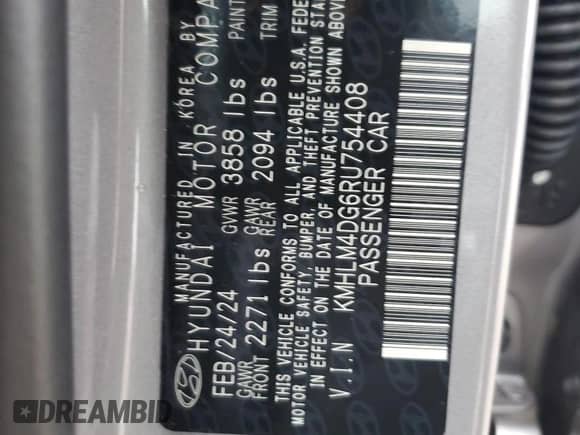 MANUFACTURED IN KOREA BY
HYUNDAI MOTOR COMPA
FEB/24/24 GVWR 3858 lbs PAINT
GAWR FRONT 2271 lbs GAWR REAR 2094 lbs TRIM
THIS VEHICLE CONFORMS TO ALL APPLICABLE U.S.A. FEDE
MOTOR VEHICLE SAFETY, BUMPER, AND THEFT PREVENTION STA
IN EFFECT ON THE DATE OF MANUFACTURE SHOWN ABOVE
V.I.N KMHLM4DG6RU754408
PASSENGER CAR
DREAMBID